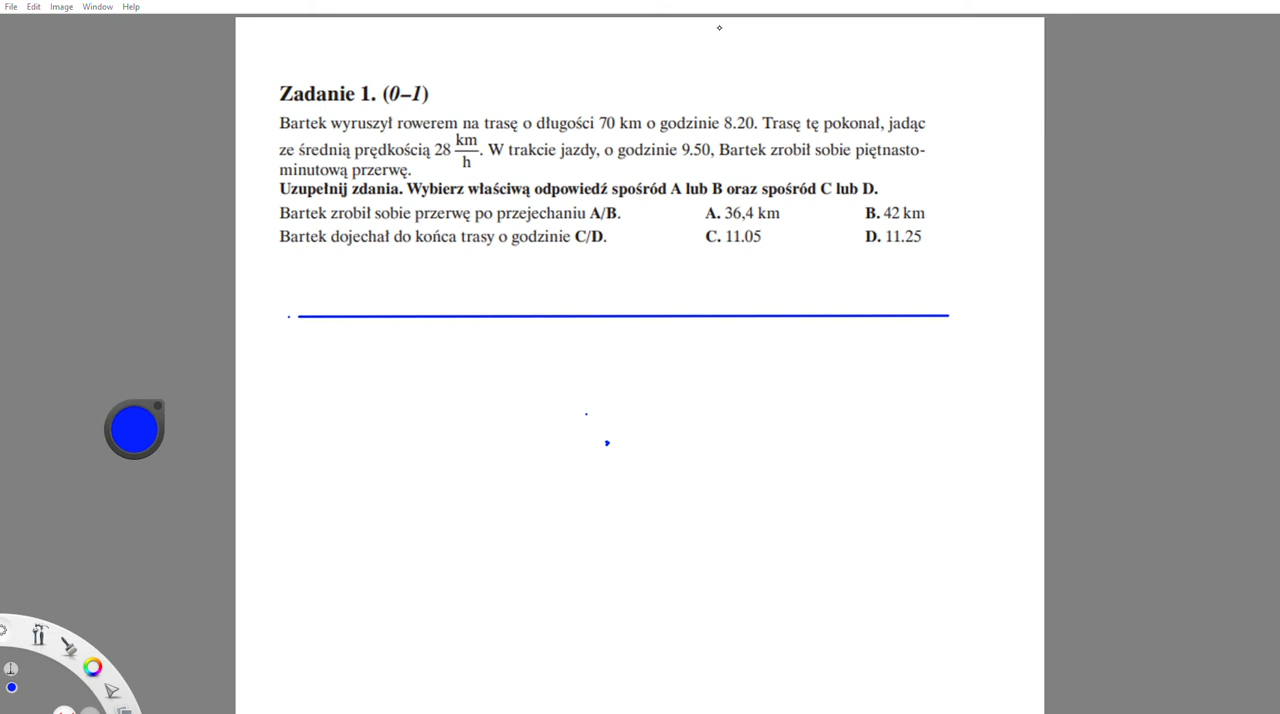 File Edit Image Window Help
Zadanie 1. (0–1)
Bartek wyruszył rowerem na trasę o długości 70 km o godzinie 8.20. Trasę tę pokonał, jadąc
ze średnią prędkością 28 km/h. W trakcie jazdy, o godzinie 9.50, Bartek zrobił sobie piętnasto-
minutową przerwę.
Uzupełnij zdania. Wybierz właściwą odpowiedź spośród A lub B oraz spośród C lub D.
Bartek zrobił sobie przerwę po przejechaniu A/B. A. 36,4 km B. 42 km
Bartek dojechał do końca trasy o godzinie C/D. C. 11.05 D. 11.25